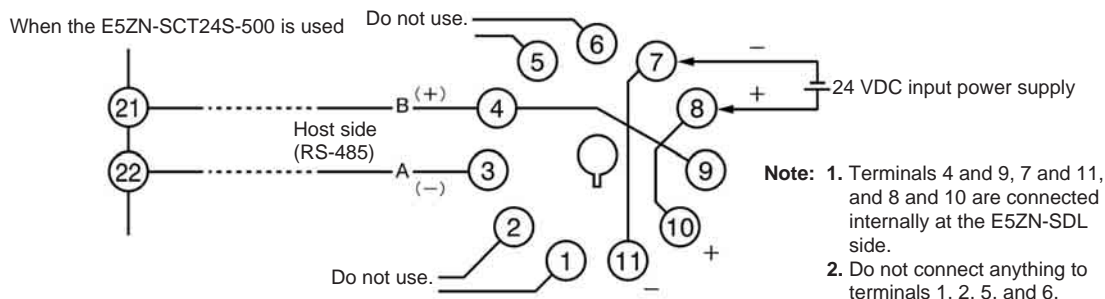 When the E5ZN-SCT24S-500 is used
Do not use.
6
5
7
−
24 VDC input power supply
+
8
21
B (+)
4
Host side
(RS-485)
22
A (−)
3
9
2
10
+
Do not use.
1
11
−
Note: 1. Terminals 4 and 9, 7 and 11,
and 8 and 10 are connected
internally at the E5ZN-SDL
side.
2. Do not connect anything to
terminals 1, 2, 5, and 6.